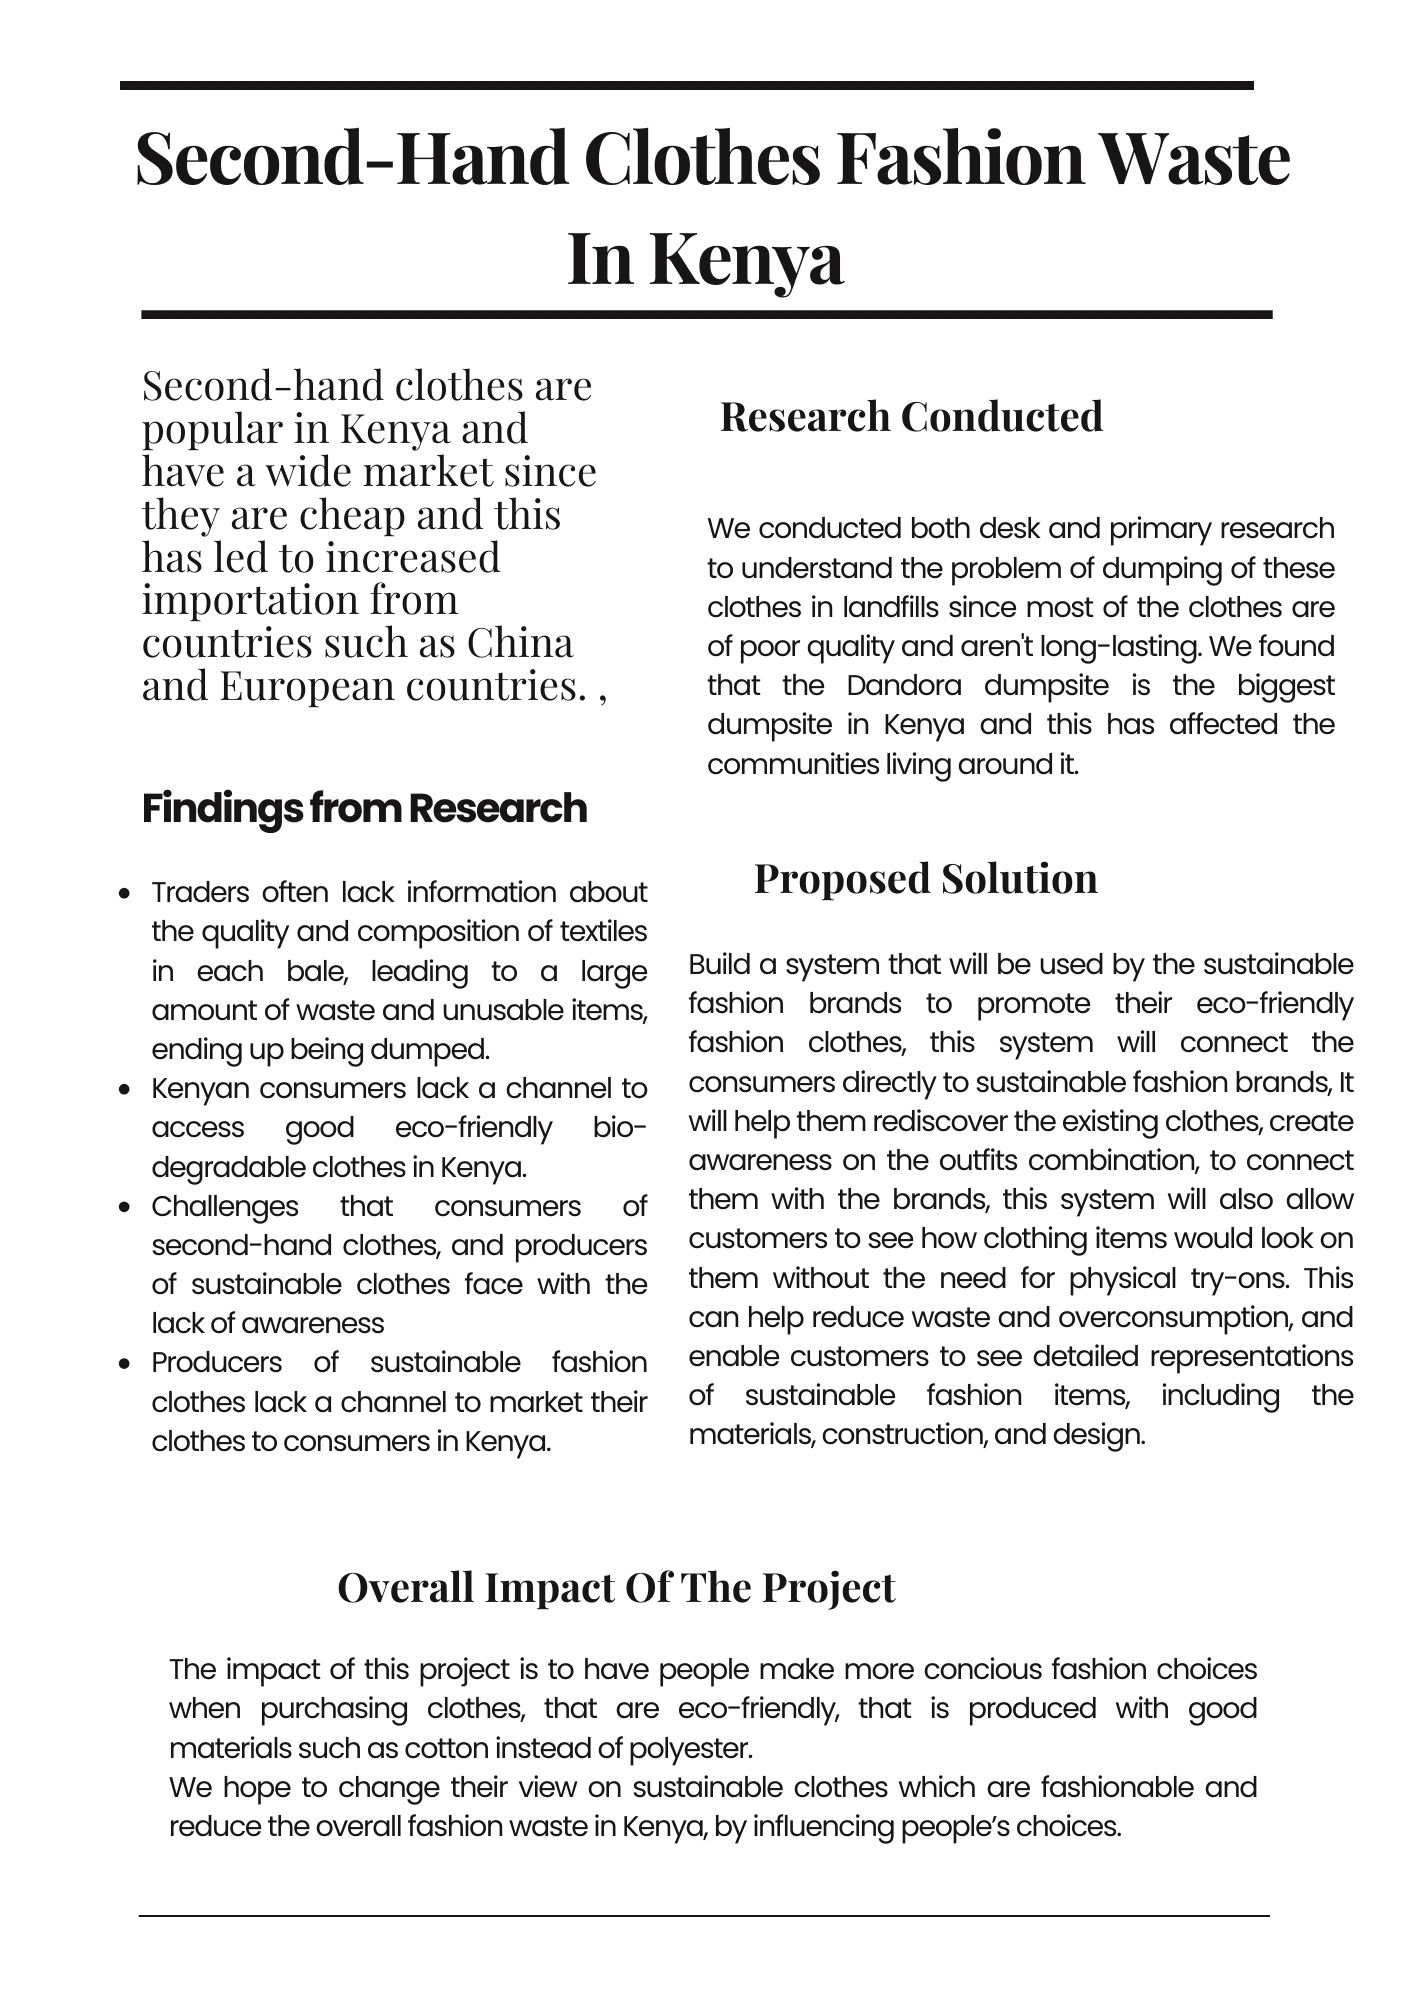 Second-Hand Clothes Fashion Waste
In Kenya
Second-hand clothes are
popular in Kenya and
have a wide market since
they are cheap and this
has led to increased
importation from
countries such as China
and European countries. ,
Findings from Research
• Traders often lack information about
the quality and composition of textiles
in each bale, leading to a large
amount of waste and unusable items,
ending up being dumped.
• Kenyan consumers lack a channel to
access good eco-friendly bio-
degradable clothes in Kenya.
• Challenges that consumers of
second-hand clothes, and producers
of sustainable clothes face with the
lack of awareness
• Producers of sustainable fashion
clothes lack a channel to market their
clothes to consumers in Kenya.
Research Conducted
We conducted both desk and primary research
to understand the problem of dumping of these
clothes in landfills since most of the clothes are
of poor quality and aren't long-lasting. We found
that the Dandora dumpsite is the biggest
dumpsite in Kenya and this has affected the
communities living around it.
Proposed Solution
Build a system that will be used by the sustainable
fashion brands to promote their eco-friendly
fashion clothes, this system will connect the
consumers directly to sustainable fashion brands, It
will help them rediscover the existing clothes, create
awareness on the outfits combination, to connect
them with the brands, this system will also allow
customers to see how clothing items would look on
them without the need for physical try-ons. This
can help reduce waste and overconsumption, and
enable customers to see detailed representations
of sustainable fashion items, including the
materials, construction, and design.
Overall Impact Of The Project
The impact of this project is to have people make more concious fashion choices
when purchasing clothes, that are eco-friendly, that is produced with good
materials such as cotton instead of polyester.
We hope to change their view on sustainable clothes which are fashionable and
reduce the overall fashion waste in Kenya, by influencing people’s choices.